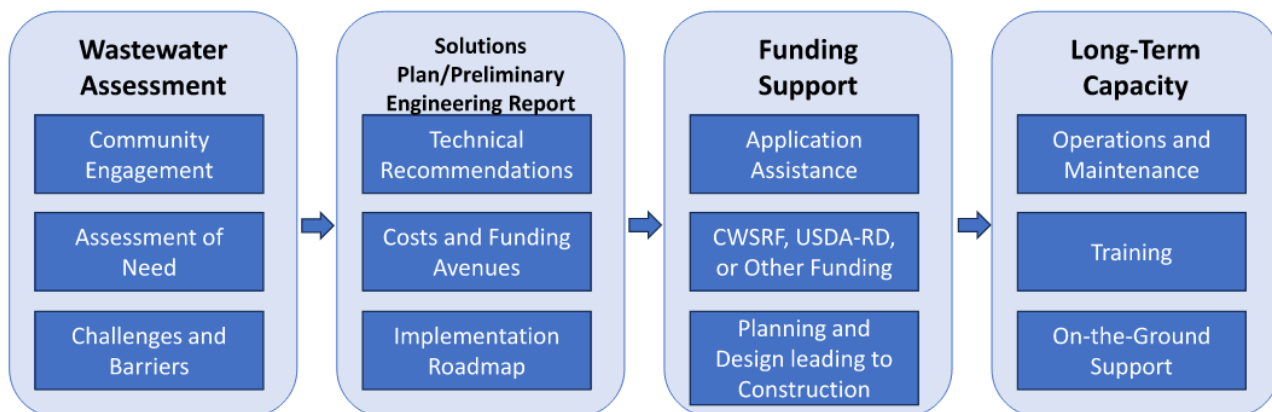 Wastewater
Assessment
Community
Engagement
Assessment of
Need
Challenges and
Barriers
Solutions
Plan/Preliminary
Engineering Report
Technical
Recommendations
Costs and Funding
Avenues
Implementation
Roadmap
Funding
Support
Application
Assistance
CWSRF, USDA-RD,
or Other Funding
Planning and
Design leading to
Construction
Long-Term
Capacity
Operations and
Maintenance
Training
On-the-Ground
Support